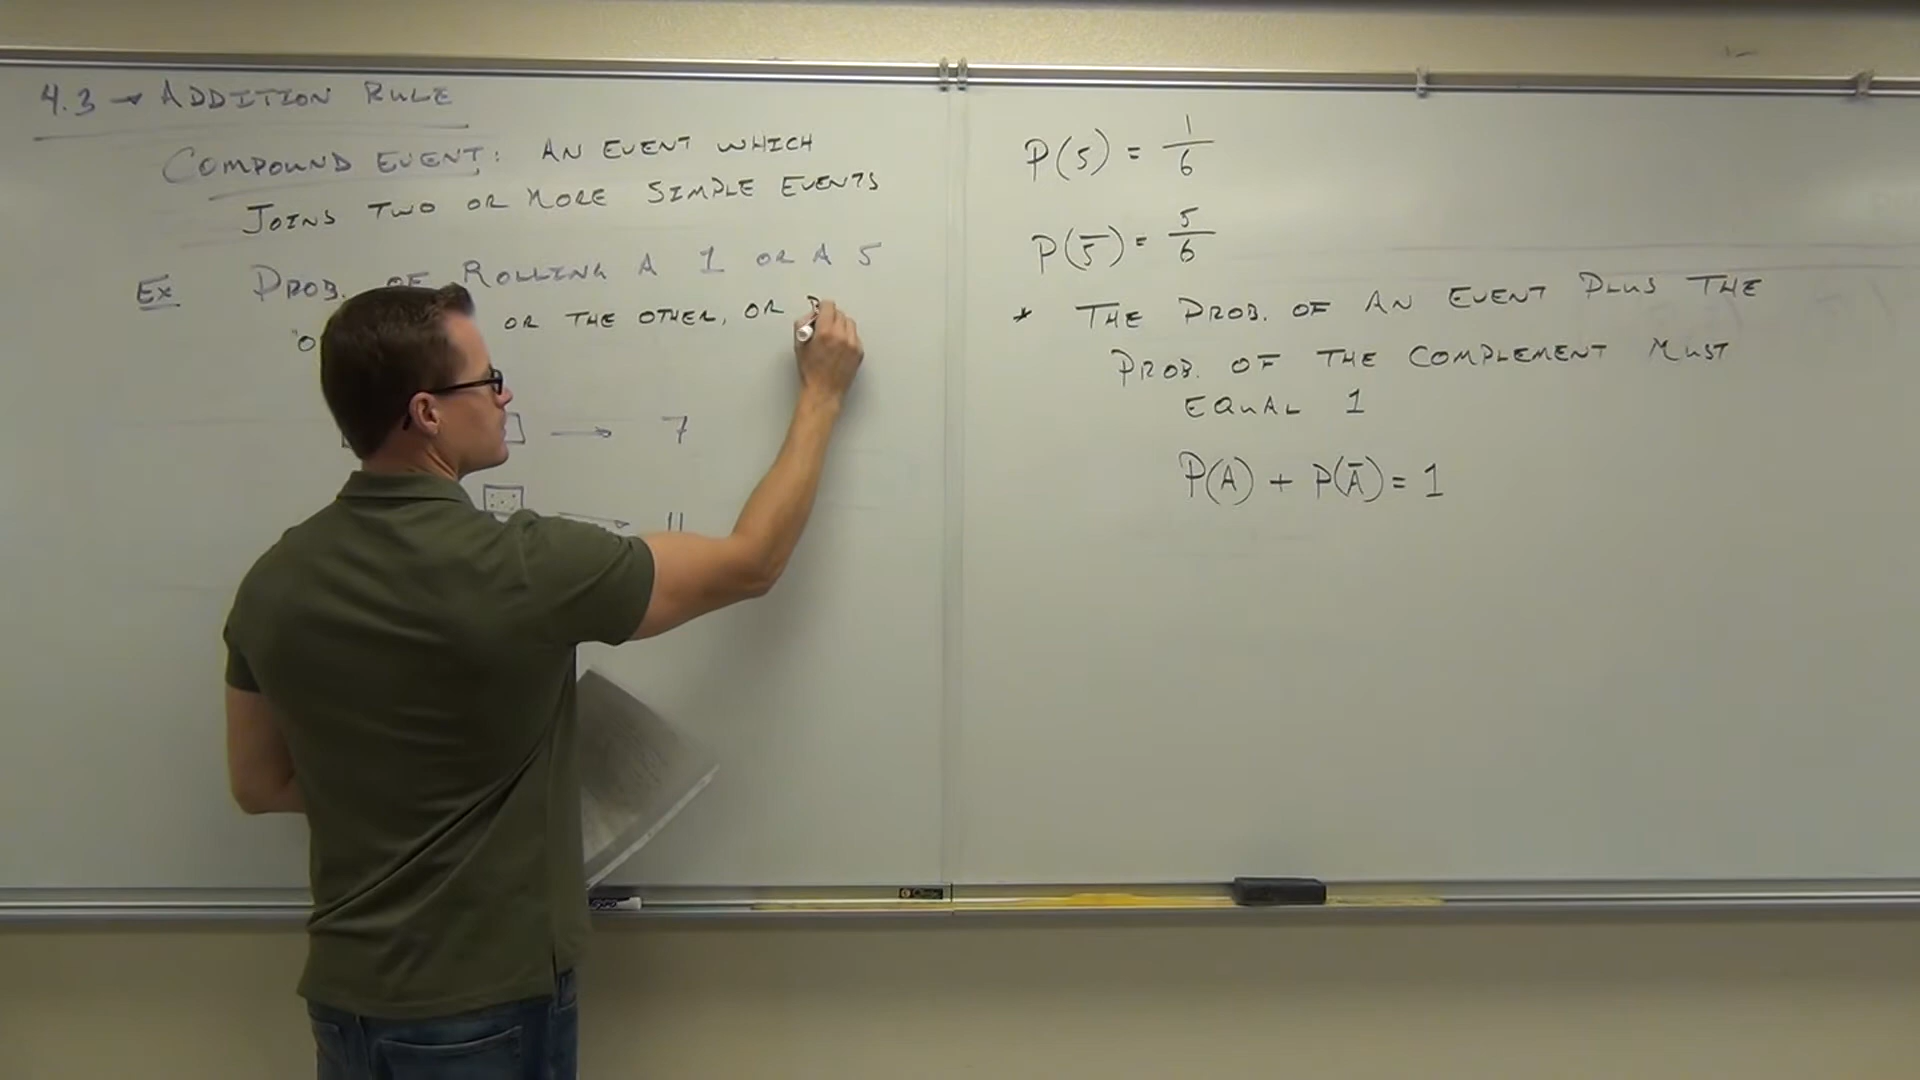 4.3 → ADDITION RULE
COMPOUND EVENT: AN EVENT WHICH
JOINS TWO OR MORE SIMPLE EVENTS
EX PROB. OF ROLLING A 1 OR A 5
OR THE OTHER, OR
→ 7
→ 11
P(5) = 1/6
P(5̅) = 5/6
* THE PROB. OF AN EVENT PLUS THE
PROB. OF THE COMPLEMENT MUST
EQUAL 1
P(A) + P(A̅) = 1